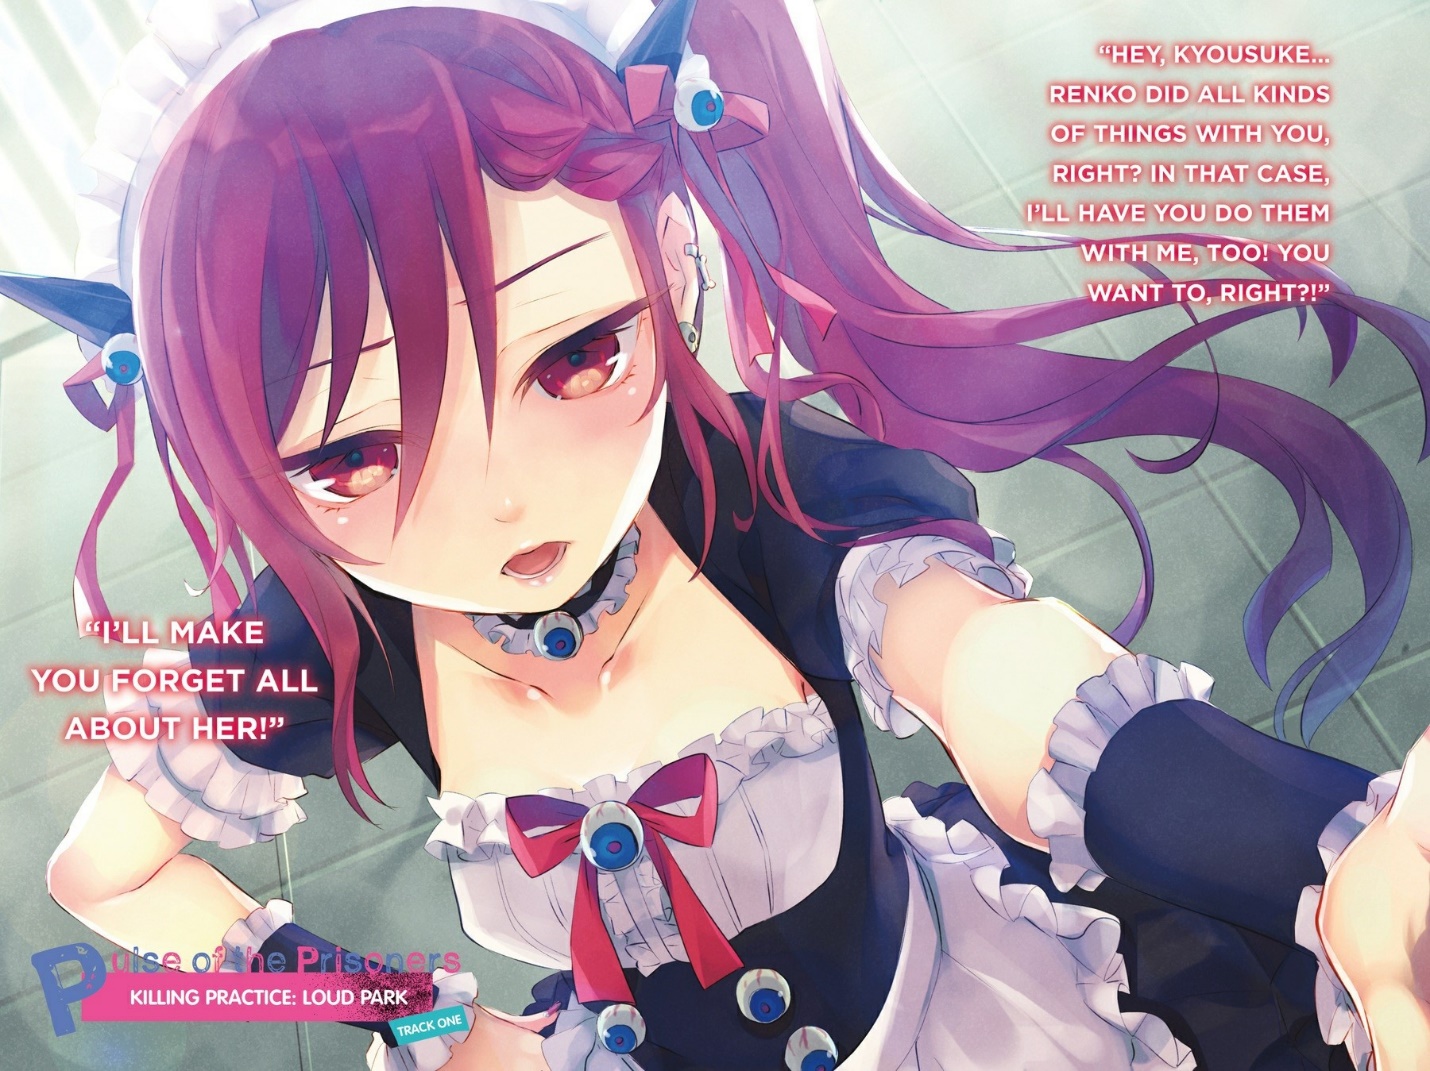 “HEY, KYOUSUKE...
RENKO DID ALL KINDS
OF THINGS WITH YOU,
RIGHT? IN THAT CASE,
I’LL HAVE YOU DO THEM
WITH ME, TOO! YOU
WANT TO, RIGHT?!”
“I’LL MAKE
YOU FORGET ALL
ABOUT HER!”
Pulse of the Prisoners
KILLING PRACTICE: LOUD PARK
TRACK ONE